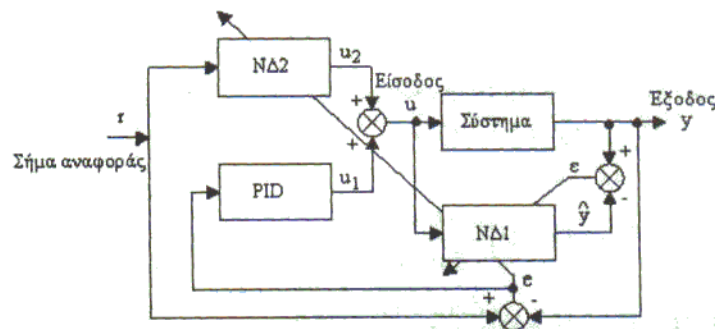 ΝΔ2
u2
Είσοδος
Έξοδος
+
u
Σύστημα
y
r
+
+
Σήμα αναφοράς
ε
PID
u1
ŷ
-
ΝΔ1
e
+
-